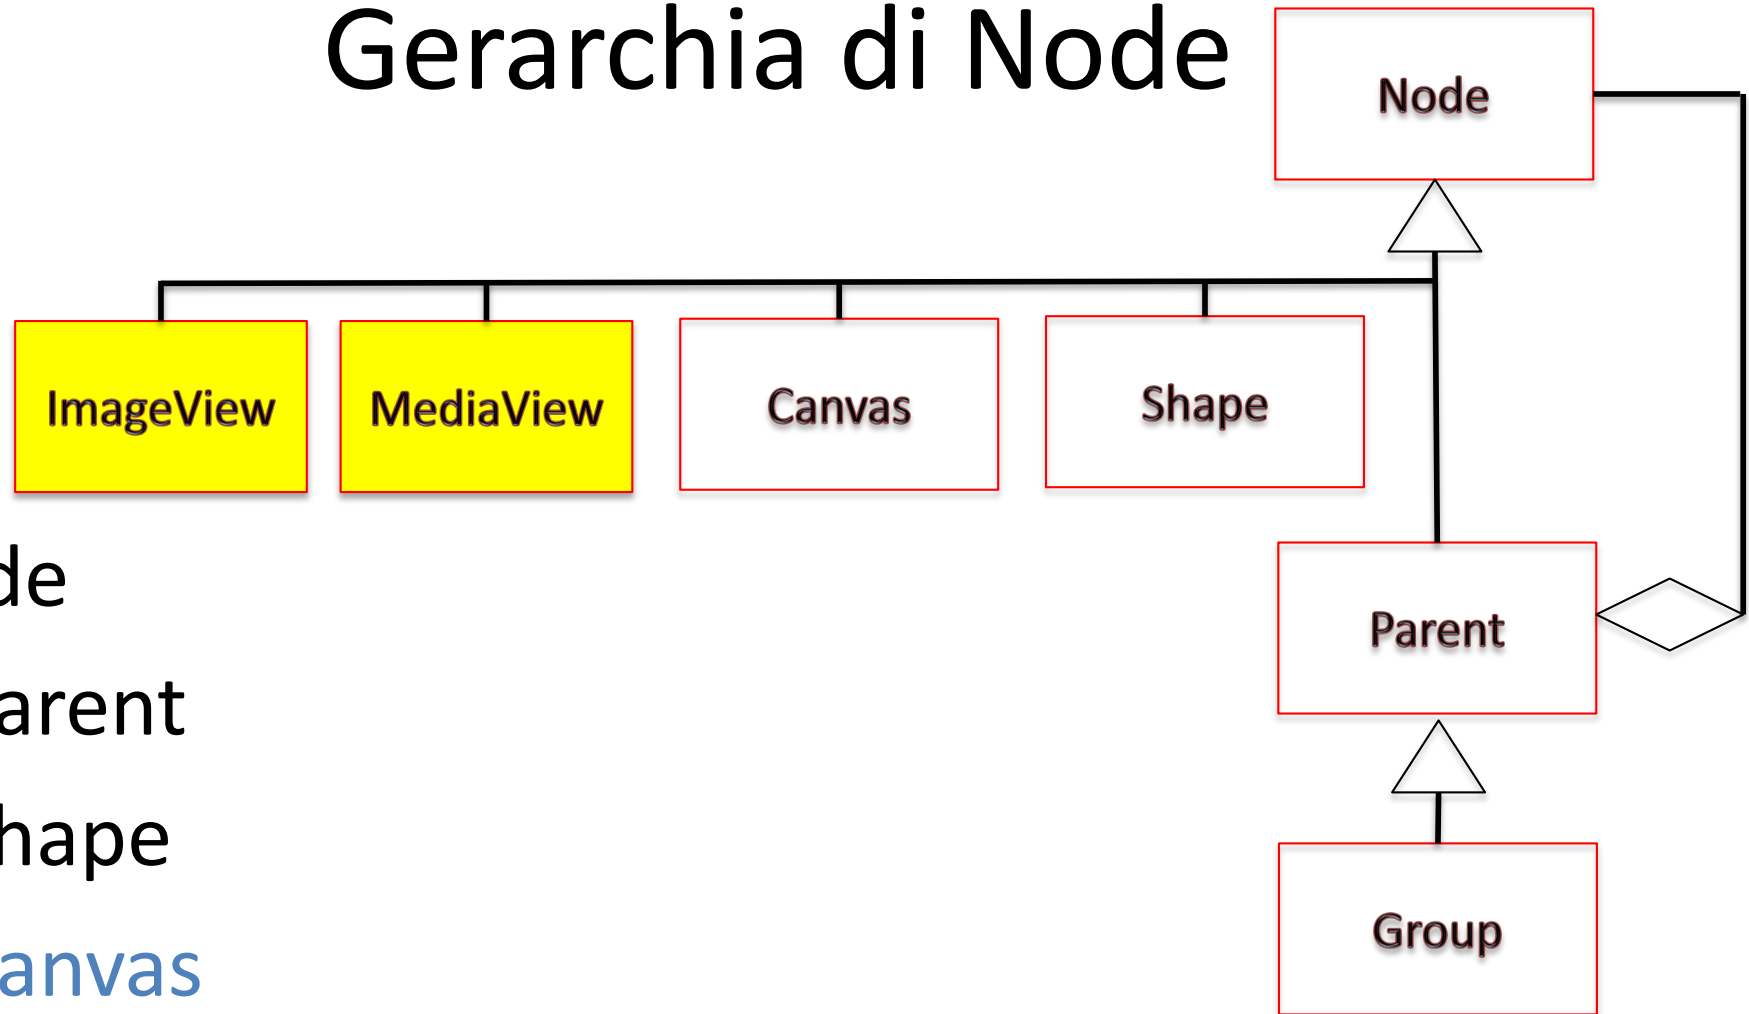 Gerarchia di Node
Node
ImageView
MediaView
Canvas
Shape
de
arent
Parent
hape
anvas
Group